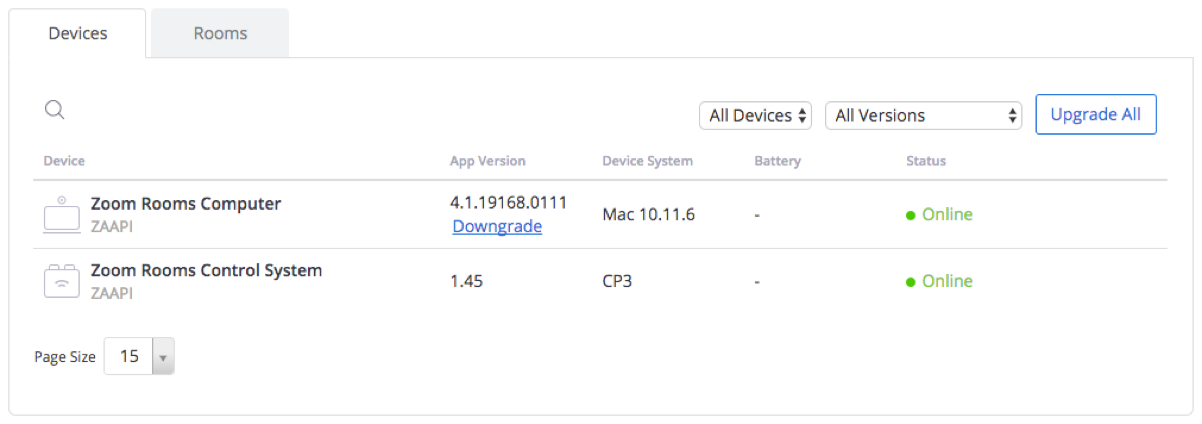 Devices Rooms
All Devices All Versions Upgrade All
Device App Version Device System Battery Status
Zoom Rooms Computer 4.1.19168.0111 Mac 10.11.6 - Online
ZAAPI Downgrade
Zoom Rooms Control System 1.45 CP3 - Online
ZAAPI
Page Size 15